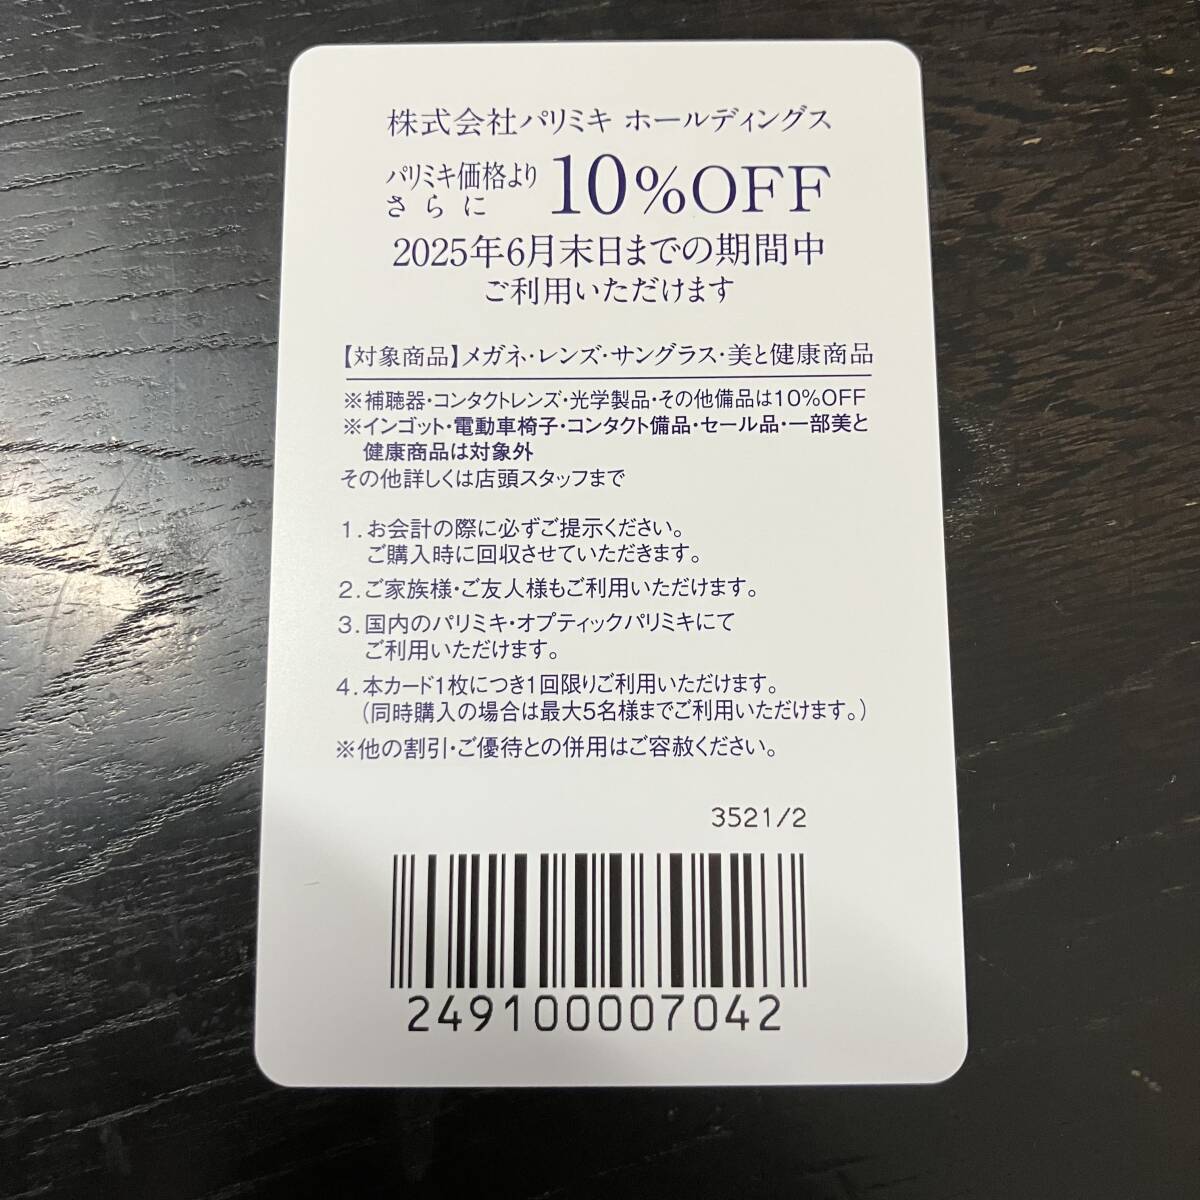 株式会社パリミキ ホールディングス
パリミキ価格より
さらに
10%OFF
2025年6月末日までの期間中
ご利用いただけます
【対象商品】メガネ・レンズ・サングラス・美と健康商品
※補聴器・コンタクトレンズ・光学製品・その他備品は10%OFF
※インゴット・電動車椅子・コンタクト備品・セール品・一部美と
健康商品は対象外
その他詳しくは店頭スタッフまで
1.お会計の際に必ずご提示ください。
ご購入時に回収させていただきます。
2.ご家族様・ご友人様もご利用いただけます。
3.国内のパリミキ・オプティックパリミキにて
ご利用いただけます。
4.本カード1枚につき1回限りご利用いただけます。
(同時購入の場合は最大5名様までご利用いただけます。)
※他の割引・ご優待との併用はご容赦ください。
3521/2
249100007042